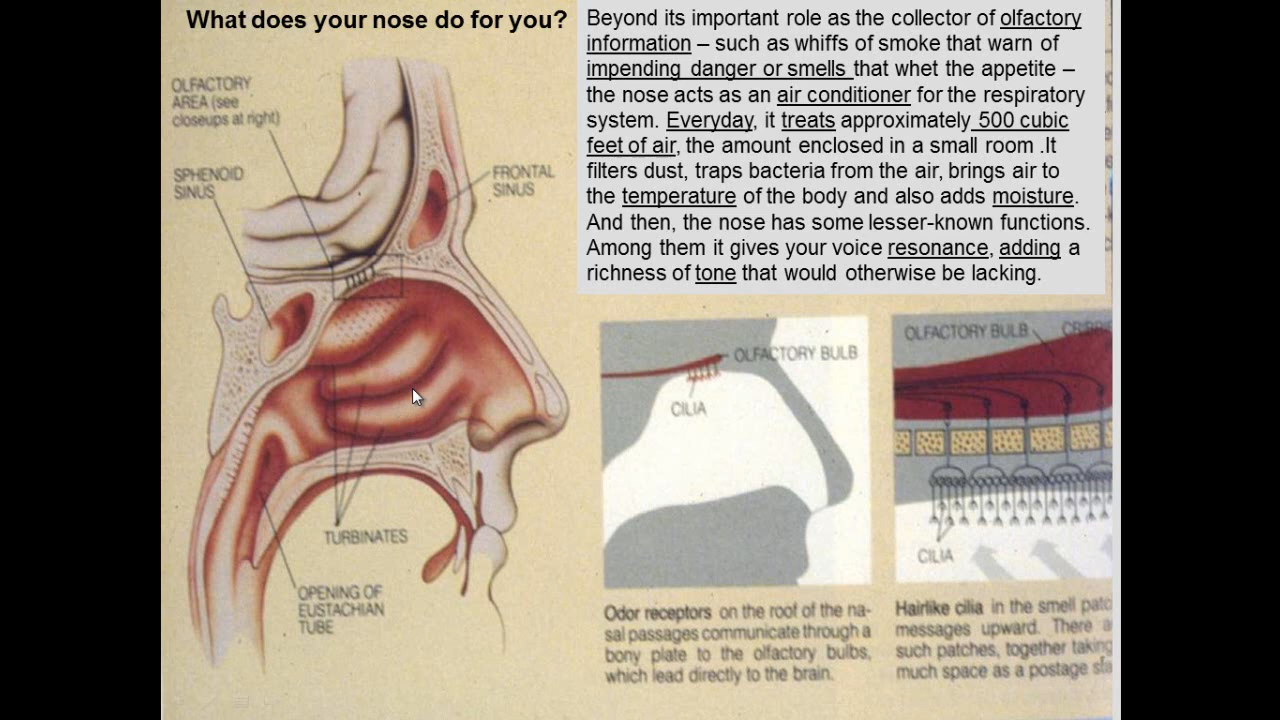 What does your nose do for you?
Beyond its important role as the collector of olfactory
information – such as whiffs of smoke that warn of
impending danger or smells that whet the appetite –
the nose acts as an air conditioner for the respiratory
system. Everyday, it treats approximately 500 cubic
feet of air, the amount enclosed in a small room .It
filters dust, traps bacteria from the air, brings air to
the temperature of the body and also adds moisture.
And then, the nose has some lesser-known functions.
Among them it gives your voice resonance, adding a
richness of tone that would otherwise be lacking.
OLFACTORY
AREA (see
closeups at right)
SPHENOID
SINUS
FRONTAL
SINUS
TURBINATES
OPENING OF
EUSTACHIAN
TUBE
OLFACTORY BULB
CILIA
Odor receptors on the roof of the na-
sal passages communicate through a
bony plate to the olfactory bulbs,
which lead directly to the brain.
OLFACTORY BULB
CILIA
Hairlike cilia in the smell
messages upward. There
such patches, together taking
much space as a postage